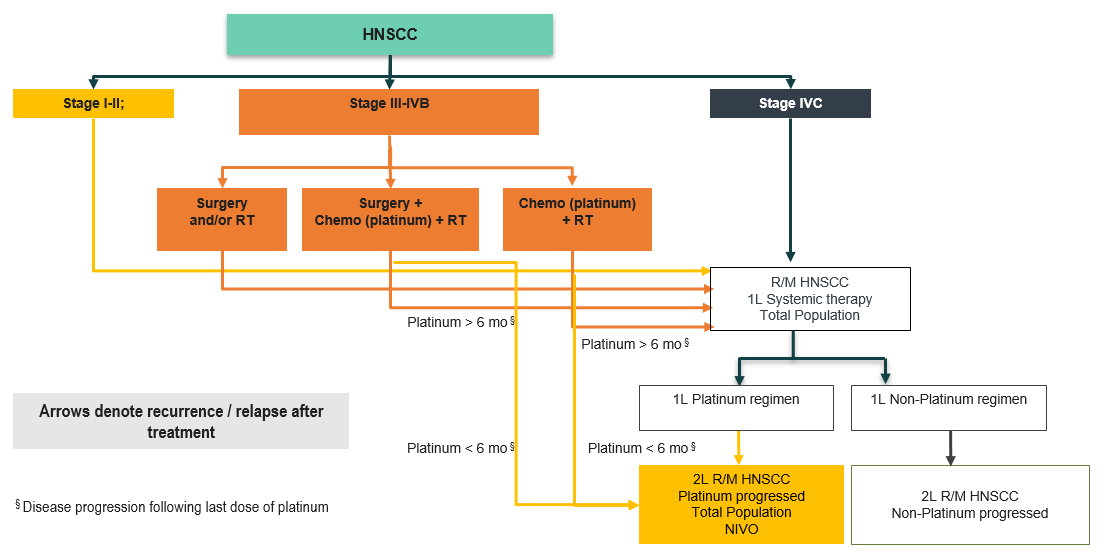 HNSCC
Stage I-II;
Stage III-IVB
Stage IVC
Surgery
and/or RT
Surgery +
Chemo (platinum) + RT
Chemo (platinum)
+ RT
R/M HNSCC
1L Systemic therapy
Total Population
Platinum > 6 mo §
Platinum > 6 mo §
1L Platinum regimen
1L Non-Platinum regimen
Arrows denote recurrence / relapse after
treatment
Platinum < 6 mo §
Platinum < 6 mo §
2L R/M HNSCC
Platinum progressed
Total Population
NIVO
2L R/M HNSCC
Non-Platinum progressed
§ Disease progression following last dose of platinum